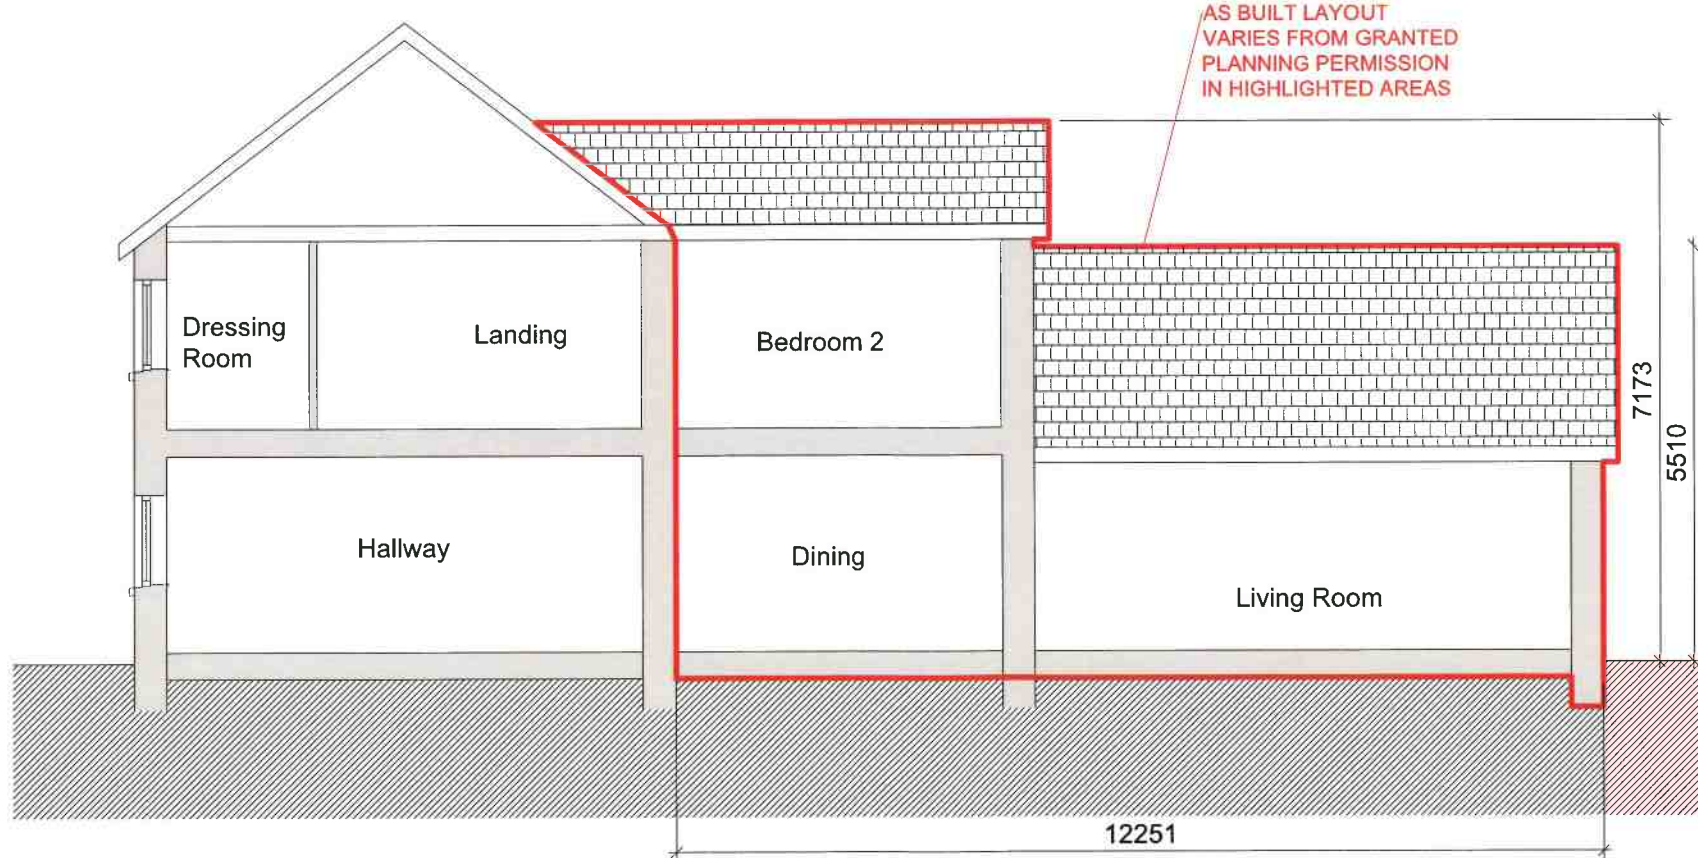 AS BUILT LAYOUT
VARIES FROM GRANTED
PLANNING PERMISSION
IN HIGHLIGHTED AREAS
Dressing
Room
Landing
Bedroom 2
7173
5510
Hallway
Dining
Living Room
12251